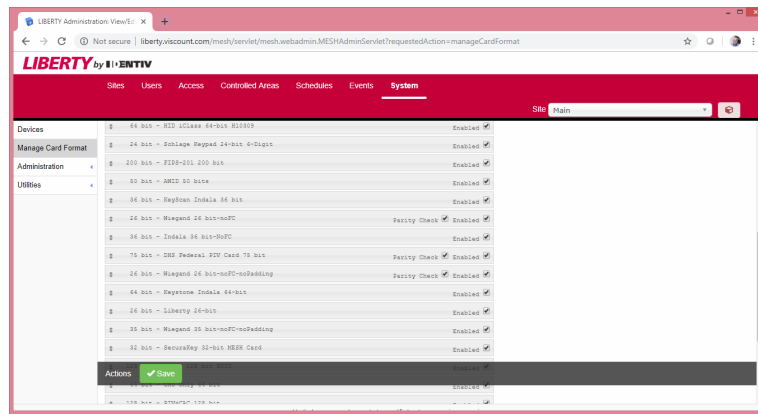 LIBERTY Administration: View/Ed
Not secure | liberty.viscount.com/mesh/servlet/mesh.webadmin.MESHAdminServlet?requestedAction=manageCardFormat
LIBERTY by IDENTIV
Sites Users Access Controlled Areas Schedules Events System
Site Main
Devices
Manage Card Format
Administration
Utilities
64 bit - HID iClass 64-bit H10309 Enabled
24 bit - Schlage Keypad 24-bit 6-Digit Enabled
200 bit - FIPS-201 200 bit Enabled
50 bit - AWID 50 bits Enabled
36 bit - KeyScan Indala 36 bit Enabled
26 bit - Wiegand 26 bit-noFC Parity Check Enabled
36 bit - Indala 36 bit-NoFC Enabled
75 bit - DHS Federal PIV Card 75 bit Parity Check Enabled
26 bit - Wiegand 26 bit-noFC-noPadding Parity Check Enabled
64 bit - Keystone Indala 64-bit Enabled
26 bit - Liberty 26-bit Enabled
35 bit - Wiegand 35 bit-noFC-noPadding Enabled
32 bit - SecuraKey 32-bit MESH Card Enabled
Actions Save
Enabled